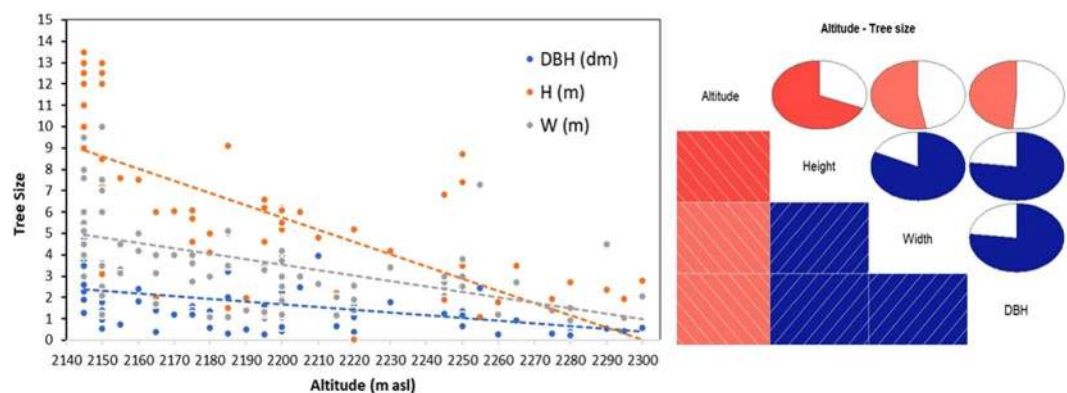 15
14
13
12
11
10
9
8
7
6
5
4
3
2
1
0
Tree Size
DBH (dm)
H (m)
W (m)
2140 2150 2160 2170 2180 2190 2200 2210 2220 2230 2240 2250 2260 2270 2280 2290 2300
Altitude (m asl)
Altitude - Tree size
Altitude
Height
Width
DBH